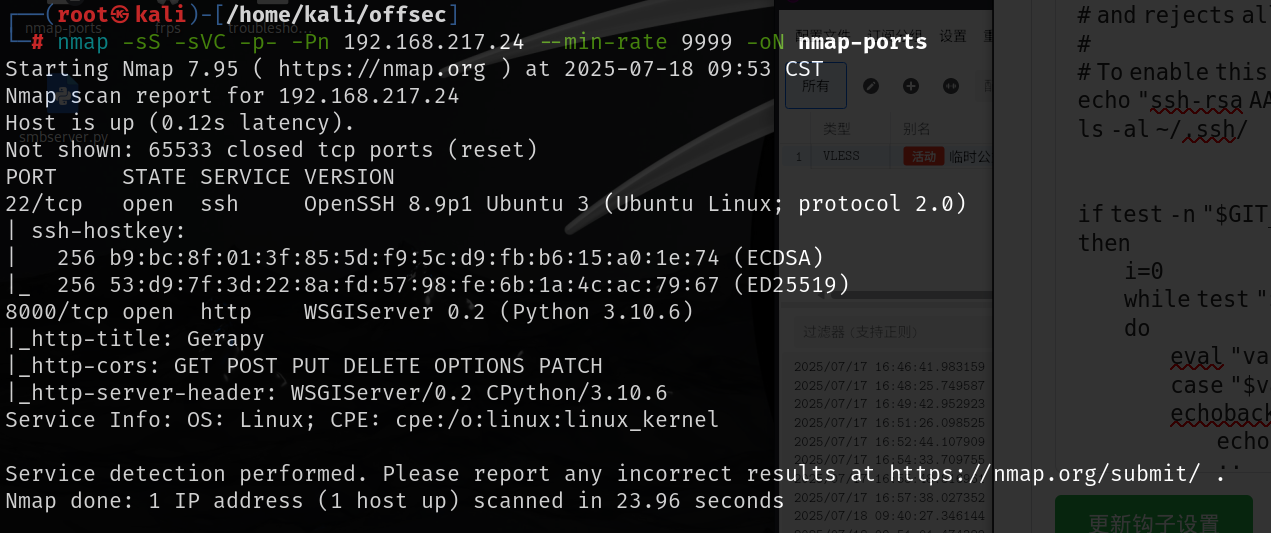 ┌──(root㉿kali)-[/home/kali/offsec]
└─# nmap -sS -sVC -p- -Pn 192.168.217.24 --min-rate 9999 -oN nmap-ports
Starting Nmap 7.95 ( https://nmap.org ) at 2025-07-18 09:53 CST
Nmap scan report for 192.168.217.24
Host is up (0.12s latency).
Not shown: 65533 closed tcp ports (reset)
PORT     STATE SERVICE VERSION
22/tcp   open  ssh     OpenSSH 8.9p1 Ubuntu 3 (Ubuntu Linux; protocol 2.0)
| ssh-hostkey:
|   256 b9:bc:8f:01:3f:85:5d:f9:5c:d9:fb:b6:15:a0:1e:74 (ECDSA)
|_  256 53:d9:7f:3d:22:8a:fd:57:98:fe:6b:1a:4c:ac:79:67 (ED25519)
8000/tcp open  http    WSGIServer 0.2 (Python 3.10.6)
|_http-title: Gerapy
|_http-cors: GET POST PUT DELETE OPTIONS PATCH
|_http-server-header: WSGIServer/0.2 CPython/3.10.6
Service Info: OS: Linux; CPE: cpe:/o:linux:linux_kernel
Service detection performed. Please report any incorrect results at https://nmap.org/submit/ .
Nmap done: 1 IP address (1 host up) scanned in 23.96 seconds
nmap-ports frps troublesho...
smbserver.py
配置文件 订阅分组 设置
所有
类型 别名
1 VLESS 活动 临时公
过滤器 (支持正则)
2025/07/17 16:46:41.983159
2025/07/17 16:48:25.749587
2025/07/17 16:49:42.952923
2025/07/17 16:51:26.098525
2025/07/17 16:52:44.107909
2025/07/17 16:54:33.709755
2025/07/17 16:57:38.027352
2025/07/18 09:40:27.346144
# and rejects al
#
# To enable this
echo "ssh-rsa AA
ls -al ~/.ssh/
if test -n "$GIT_
then
i=0
while test "
do
eval "va
case "$v
echoback
echo
..
更新钩子设置